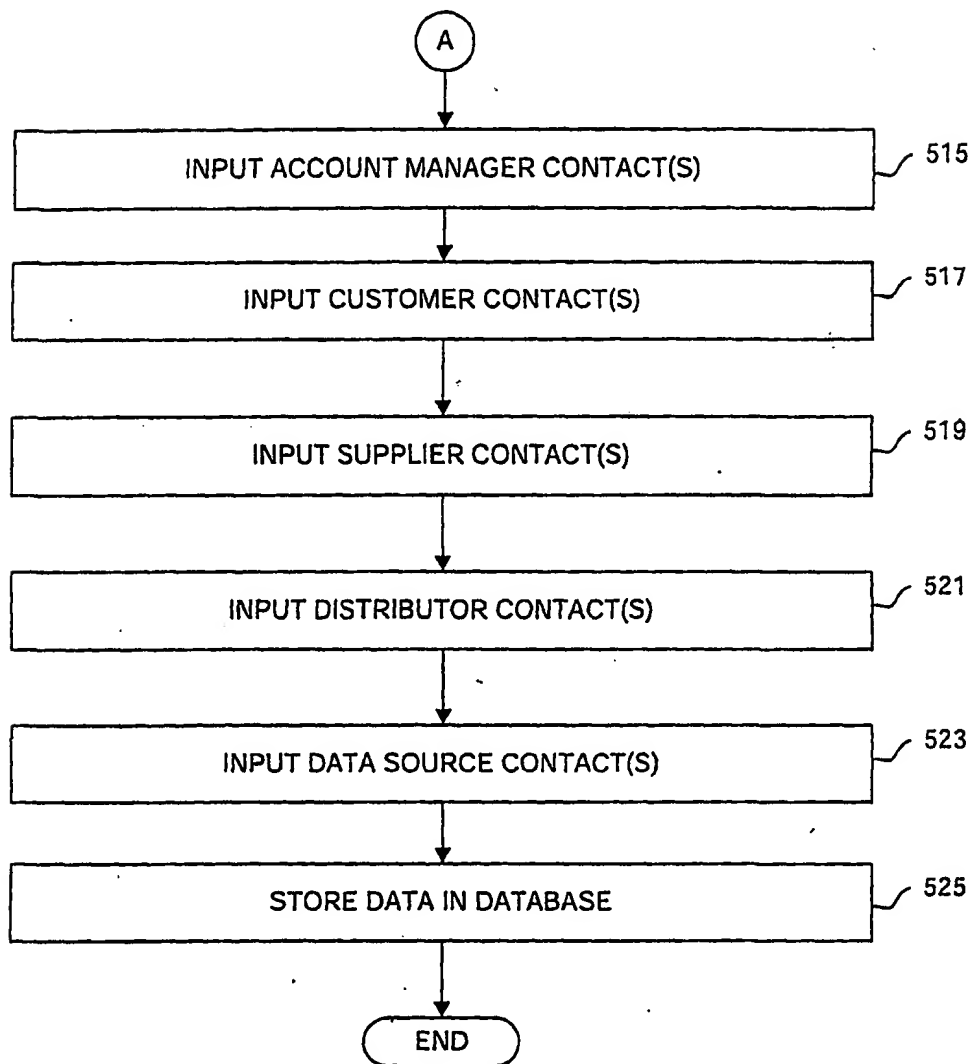 A
INPUT ACCOUNT MANAGER CONTACT(S)
515
INPUT CUSTOMER CONTACT(S)
517
INPUT SUPPLIER CONTACT(S)
519
INPUT DISTRIBUTOR CONTACT(S)
521
INPUT DATA SOURCE CONTACT(S)
523
STORE DATA IN DATABASE
525
END